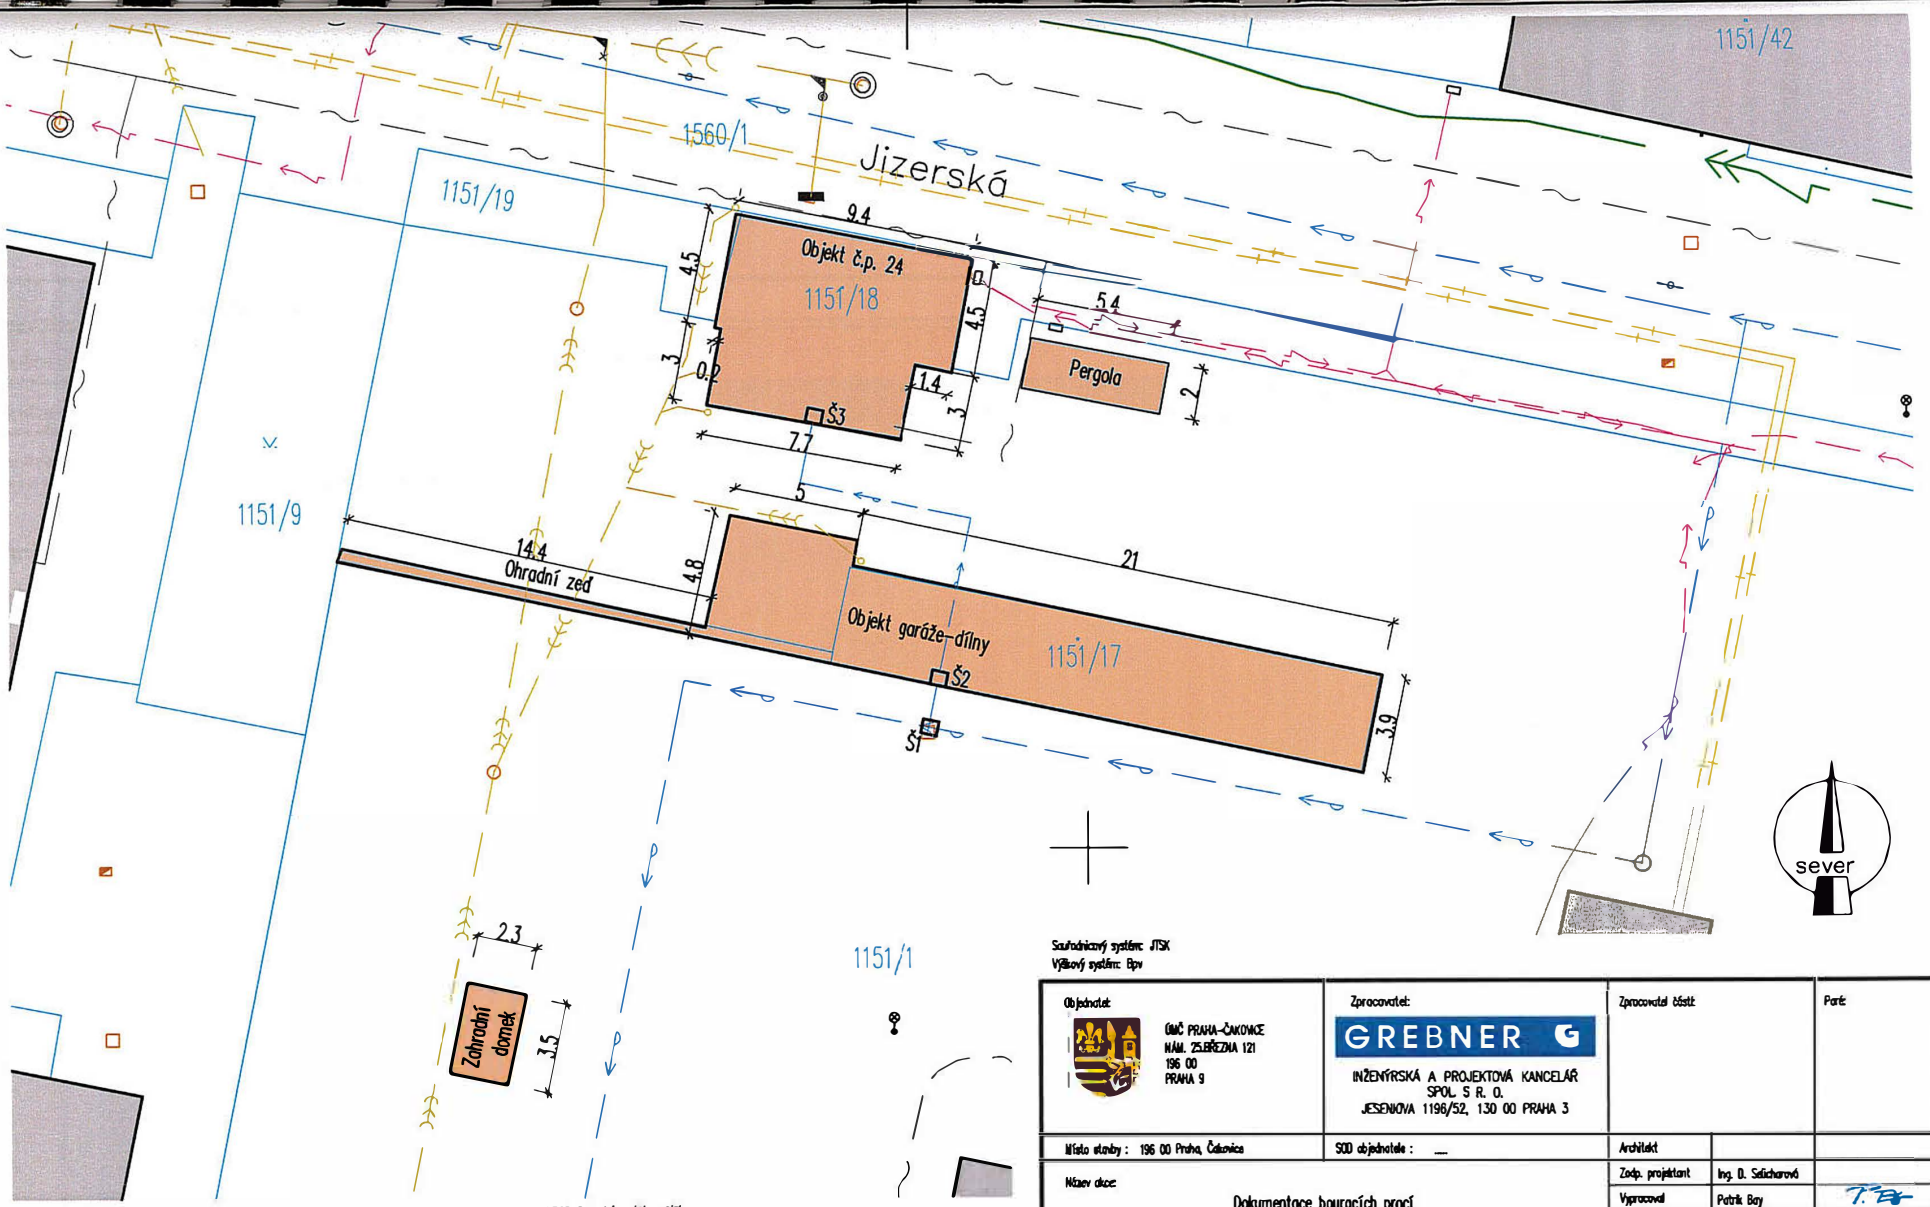 1151/42
1560/1
Jizerská
1151/19
9.4
4.5
Objekt č.p. 24
1151/18
4.5
5.4
3
0.2
Pergola
2
1.4
3
Š3
7.7
1151/9
5
14.4
Ohradní zeď
4.8
21
Objekt garáže-dílny
1151/17
Š2
Š1
3.9
sever
2.3
1151/1
Zahradní
domek
3.5
Souřadnicový systém: JTSK
Výškový systém: Bpv
Objednatel:
ÚMČ PRAHA-ČAKOVICE
NÁM. 25.BŘEZNA 121
196 00
PRAHA 9
Zpracovatel:
GREBNER G
INŽENÝRSKÁ A PROJEKTOVÁ KANCELÁŘ
SPOL. S R. O.
JESENIOVA 1196/52, 130 00 PRAHA 3
Zpracovatel části:
Paré:
Místo stavby : 196 00 Praha, Čakovice
SOD objednatele : __
Architekt
Název akce:
Dokumentace bouracích prací
Zodp. projektant
Vypracoval Patrik Bay